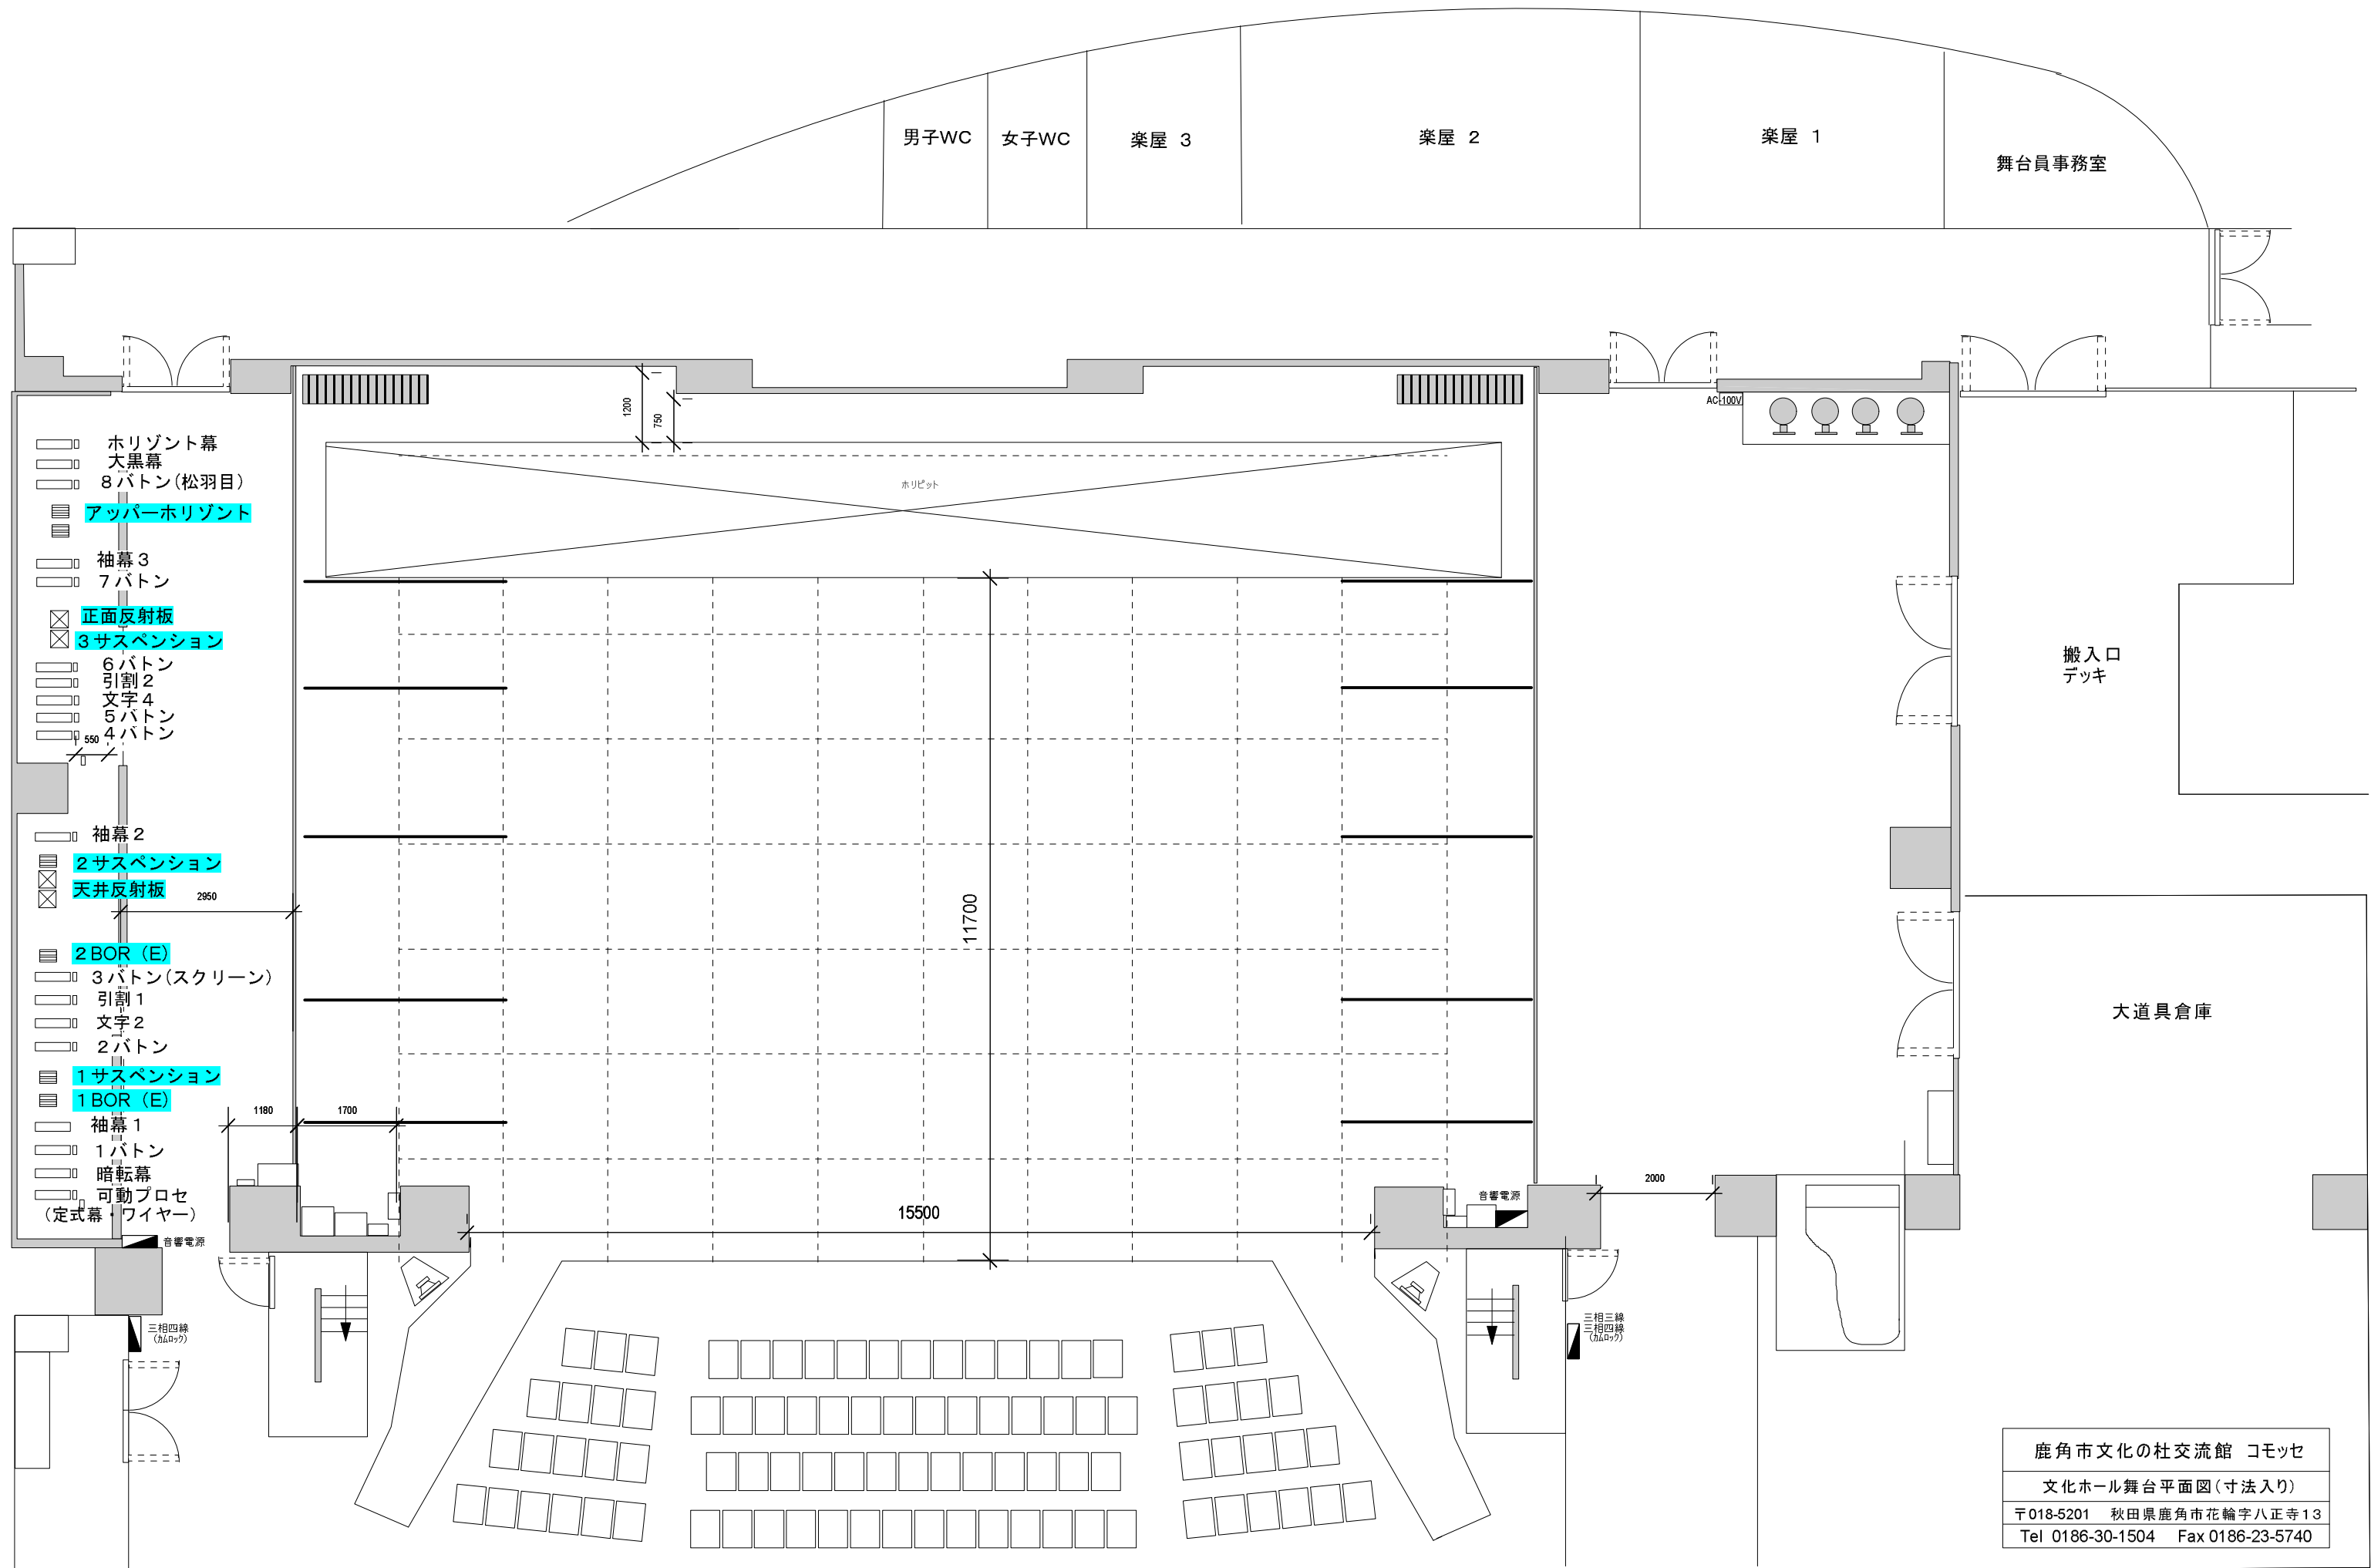 男子WC
女子WC
楽屋 3
楽屋 2
楽屋 1
舞台員事務室
AC-100V
1200
750
ホリピット
ホリゾント幕
大黒幕
8バトン(松羽目)
アッパーホリゾント
袖幕3
7バトン
正面反射板
3サスペンション
6バトン
引割2
文字4
5バトン
4バトン
550
袖幕2
2サスペンション
天井反射板
2950
2BOR (E)
3バトン(スクリーン)
引割1
文字2
2バトン
1サスペンション
1BOR (E)
袖幕1
1バトン
暗転幕
可動プロセ
(定式幕・ワイヤー)
音響電源
三相四線
(カムロック)
1180
1700
11700
15500
音響電源
2000
三相三線
三相四線
(カムロック)
搬入口
デッキ
大道具倉庫
鹿角市文化の杜交流館 コモッセ
文化ホール舞台平面図(寸法入り)
〒018-5201 秋田県鹿角市花輪字八正寺13
Tel 0186-30-1504 Fax 0186-23-5740